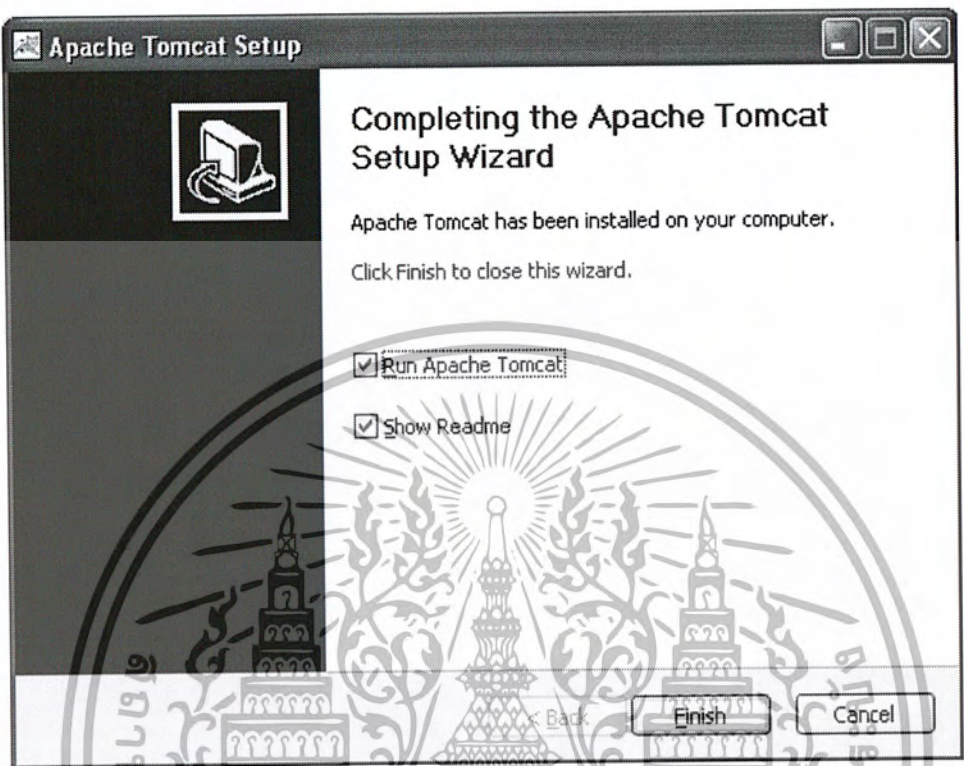 Apache Tomcat Setup
Completing the Apache Tomcat
Setup Wizard
Apache Tomcat has been installed on your computer.
Click Finish to close this wizard.
Run Apache Tomcat
Show Readme
< Back
Finish
Cancel